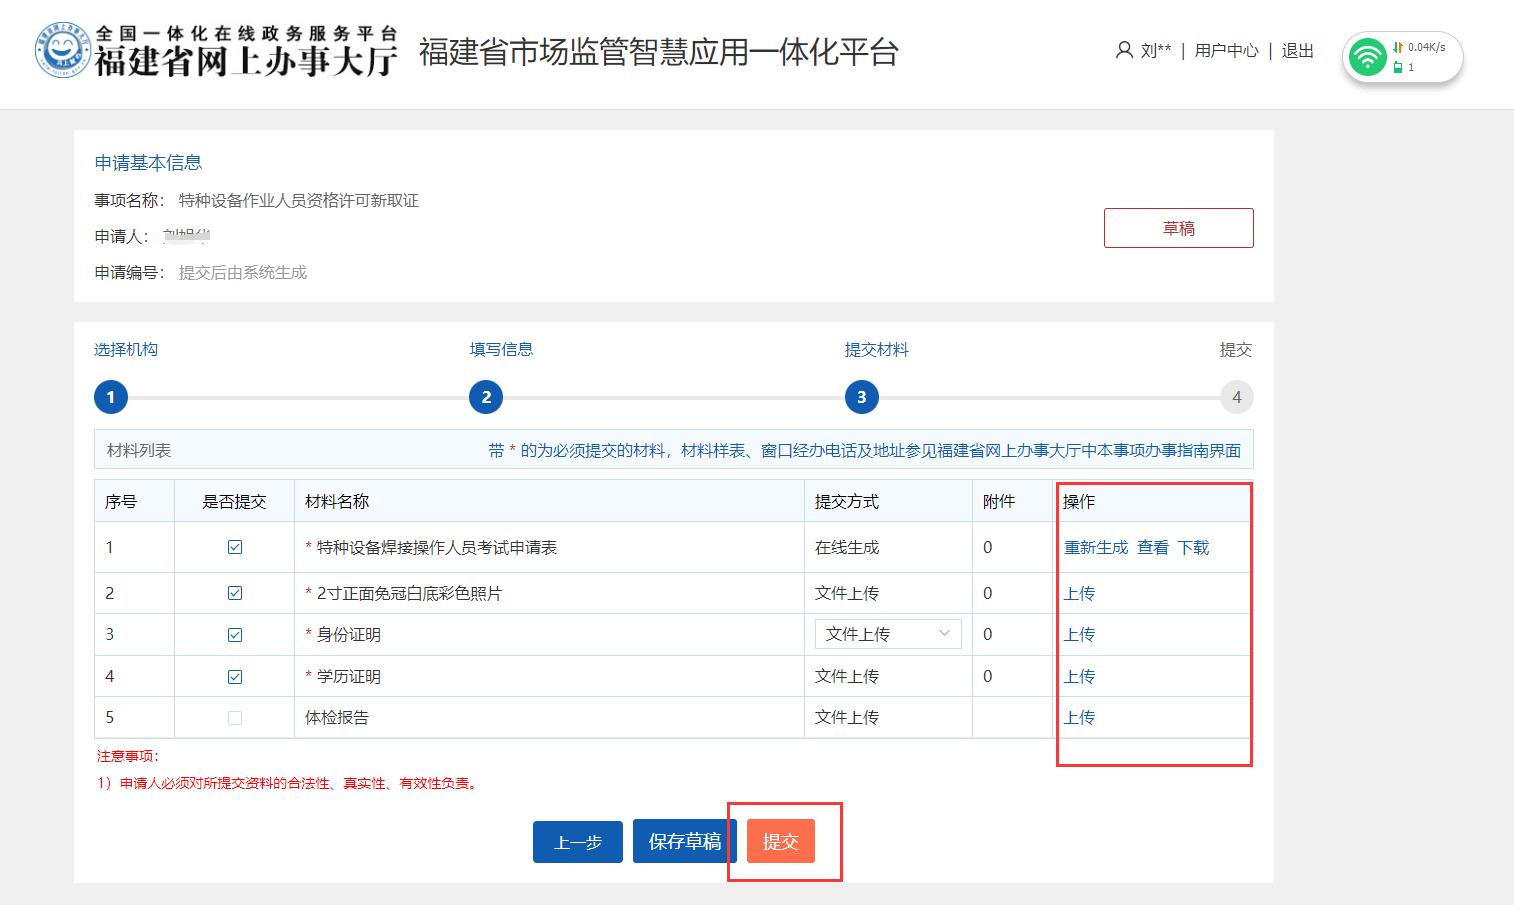 全国一体化在线政务服务平台
福建省网上办事大厅
福建省市场监管智慧应用一体化平台
刘** | 用户中心 | 退出
0.04K/s
1
申请基本信息
事项名称： 特种设备作业人员资格许可新取证
申请人：
申请编号： 提交后由系统生成
草稿
选择机构 填写信息 提交材料 提交
1 2 3 4
材料列表 带 * 的为必须提交的材料，材料样表、窗口经办电话及地址参见福建省网上办事大厅中本事项办事指南界面
序号 是否提交 材料名称 提交方式 附件 操作
1 * 特种设备焊接操作人员考试申请表 在线生成 0 重新生成 查看 下载
2 * 2寸正面免冠白底彩色照片 文件上传 0 上传
3 * 身份证明 文件上传 0 上传
4 * 学历证明 文件上传 0 上传
5 体检报告 文件上传 上传
注意事项：
1）申请人必须对所提交资料的合法性、真实性、有效性负责。
上一步 保存草稿 提交